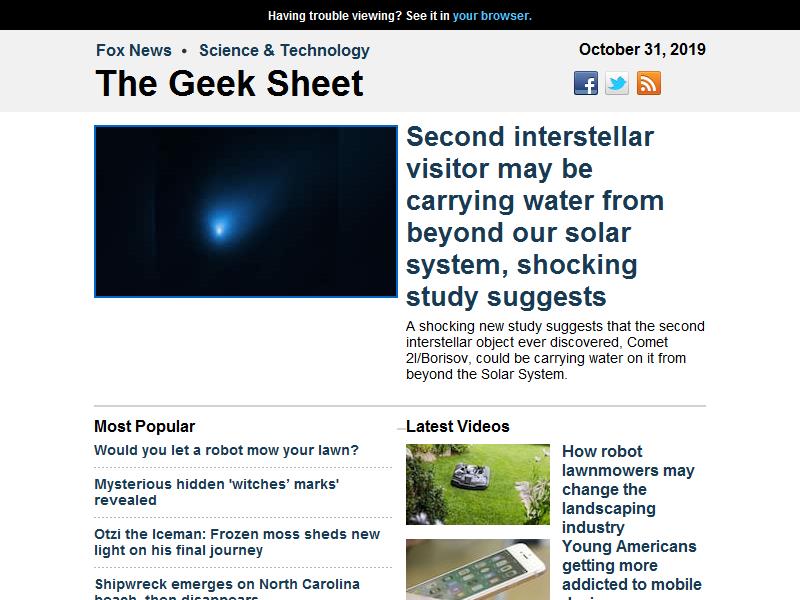 Having trouble viewing? See it in your browser.
Fox News • Science & Technology
October 31, 2019
The Geek Sheet
Second interstellar
visitor may be
carrying water from
beyond our solar
system, shocking
study suggests
A shocking new study suggests that the second
interstellar object ever discovered, Comet
2I/Borisov, could be carrying water on it from
beyond the Solar System.
Most Popular
Would you let a robot mow your lawn?
Mysterious hidden 'witches’ marks'
revealed
Otzi the Iceman: Frozen moss sheds new
light on his final journey
Shipwreck emerges on North Carolina
beach, then disappears
Latest Videos
How robot
lawnmowers may
change the
landscaping
industry
Young Americans
getting more
addicted to mobile